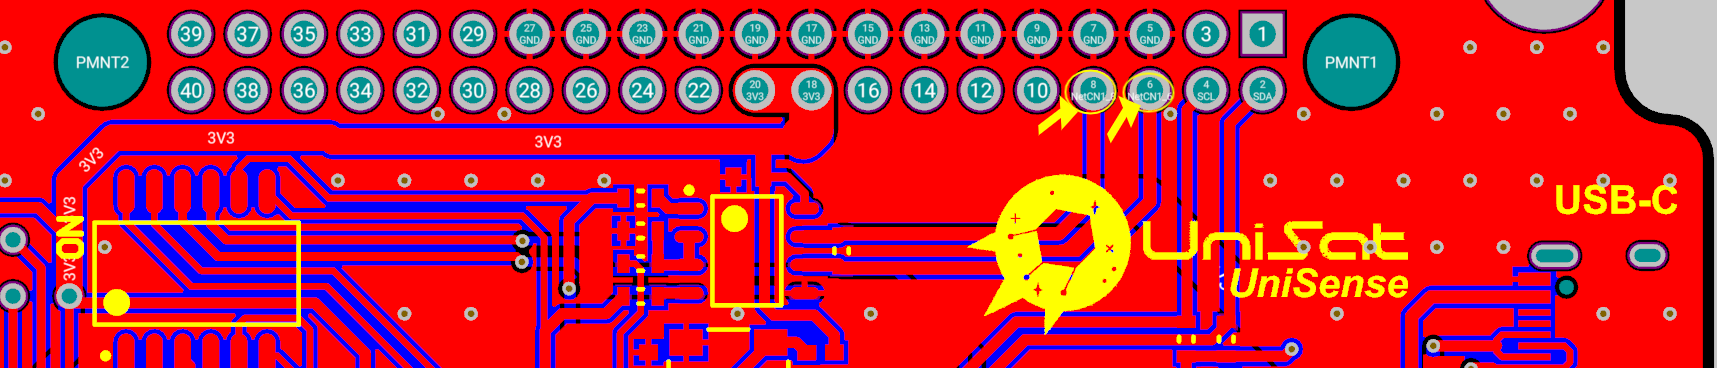 39 37 35 33 31 29 27 GND 25 GND 23 GND 21 GND 19 GND 17 GND 15 GND 13 GND 11 GND 9 GND 7 GND 5 GND 3 1
PMNT2
PMNT1
40 38 36 34 32 30 28 26 24 22 20 3V3 18 3V3 16 14 12 10 8 NetCN1_8 6 NetCN1_6 4 SCL 2 SDA
3V3
3V3
3V3
3V3
3V3
ON
USB-C
UniSat
UniSense